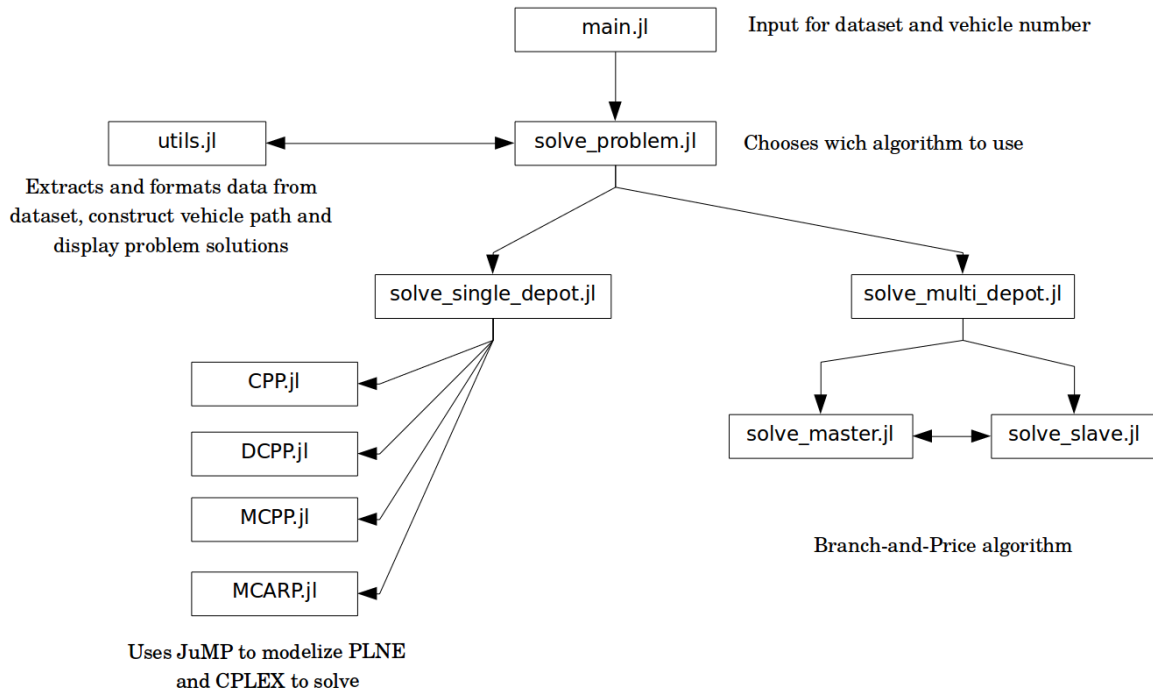 main.jl
Input for dataset and vehicle number
utils.jl
solve_problem.jl
Chooses wich algorithm to use
Extracts and formats data from
dataset, construct vehicle path and
display problem solutions
solve_single_depot.jl
solve_multi_depot.jl
CPP.jl
DCPP.jl
MCPP.jl
MCARP.jl
solve_master.jl
solve_slave.jl
Branch-and-Price algorithm
Uses JuMP to modelize PLNE
and CPLEX to solve